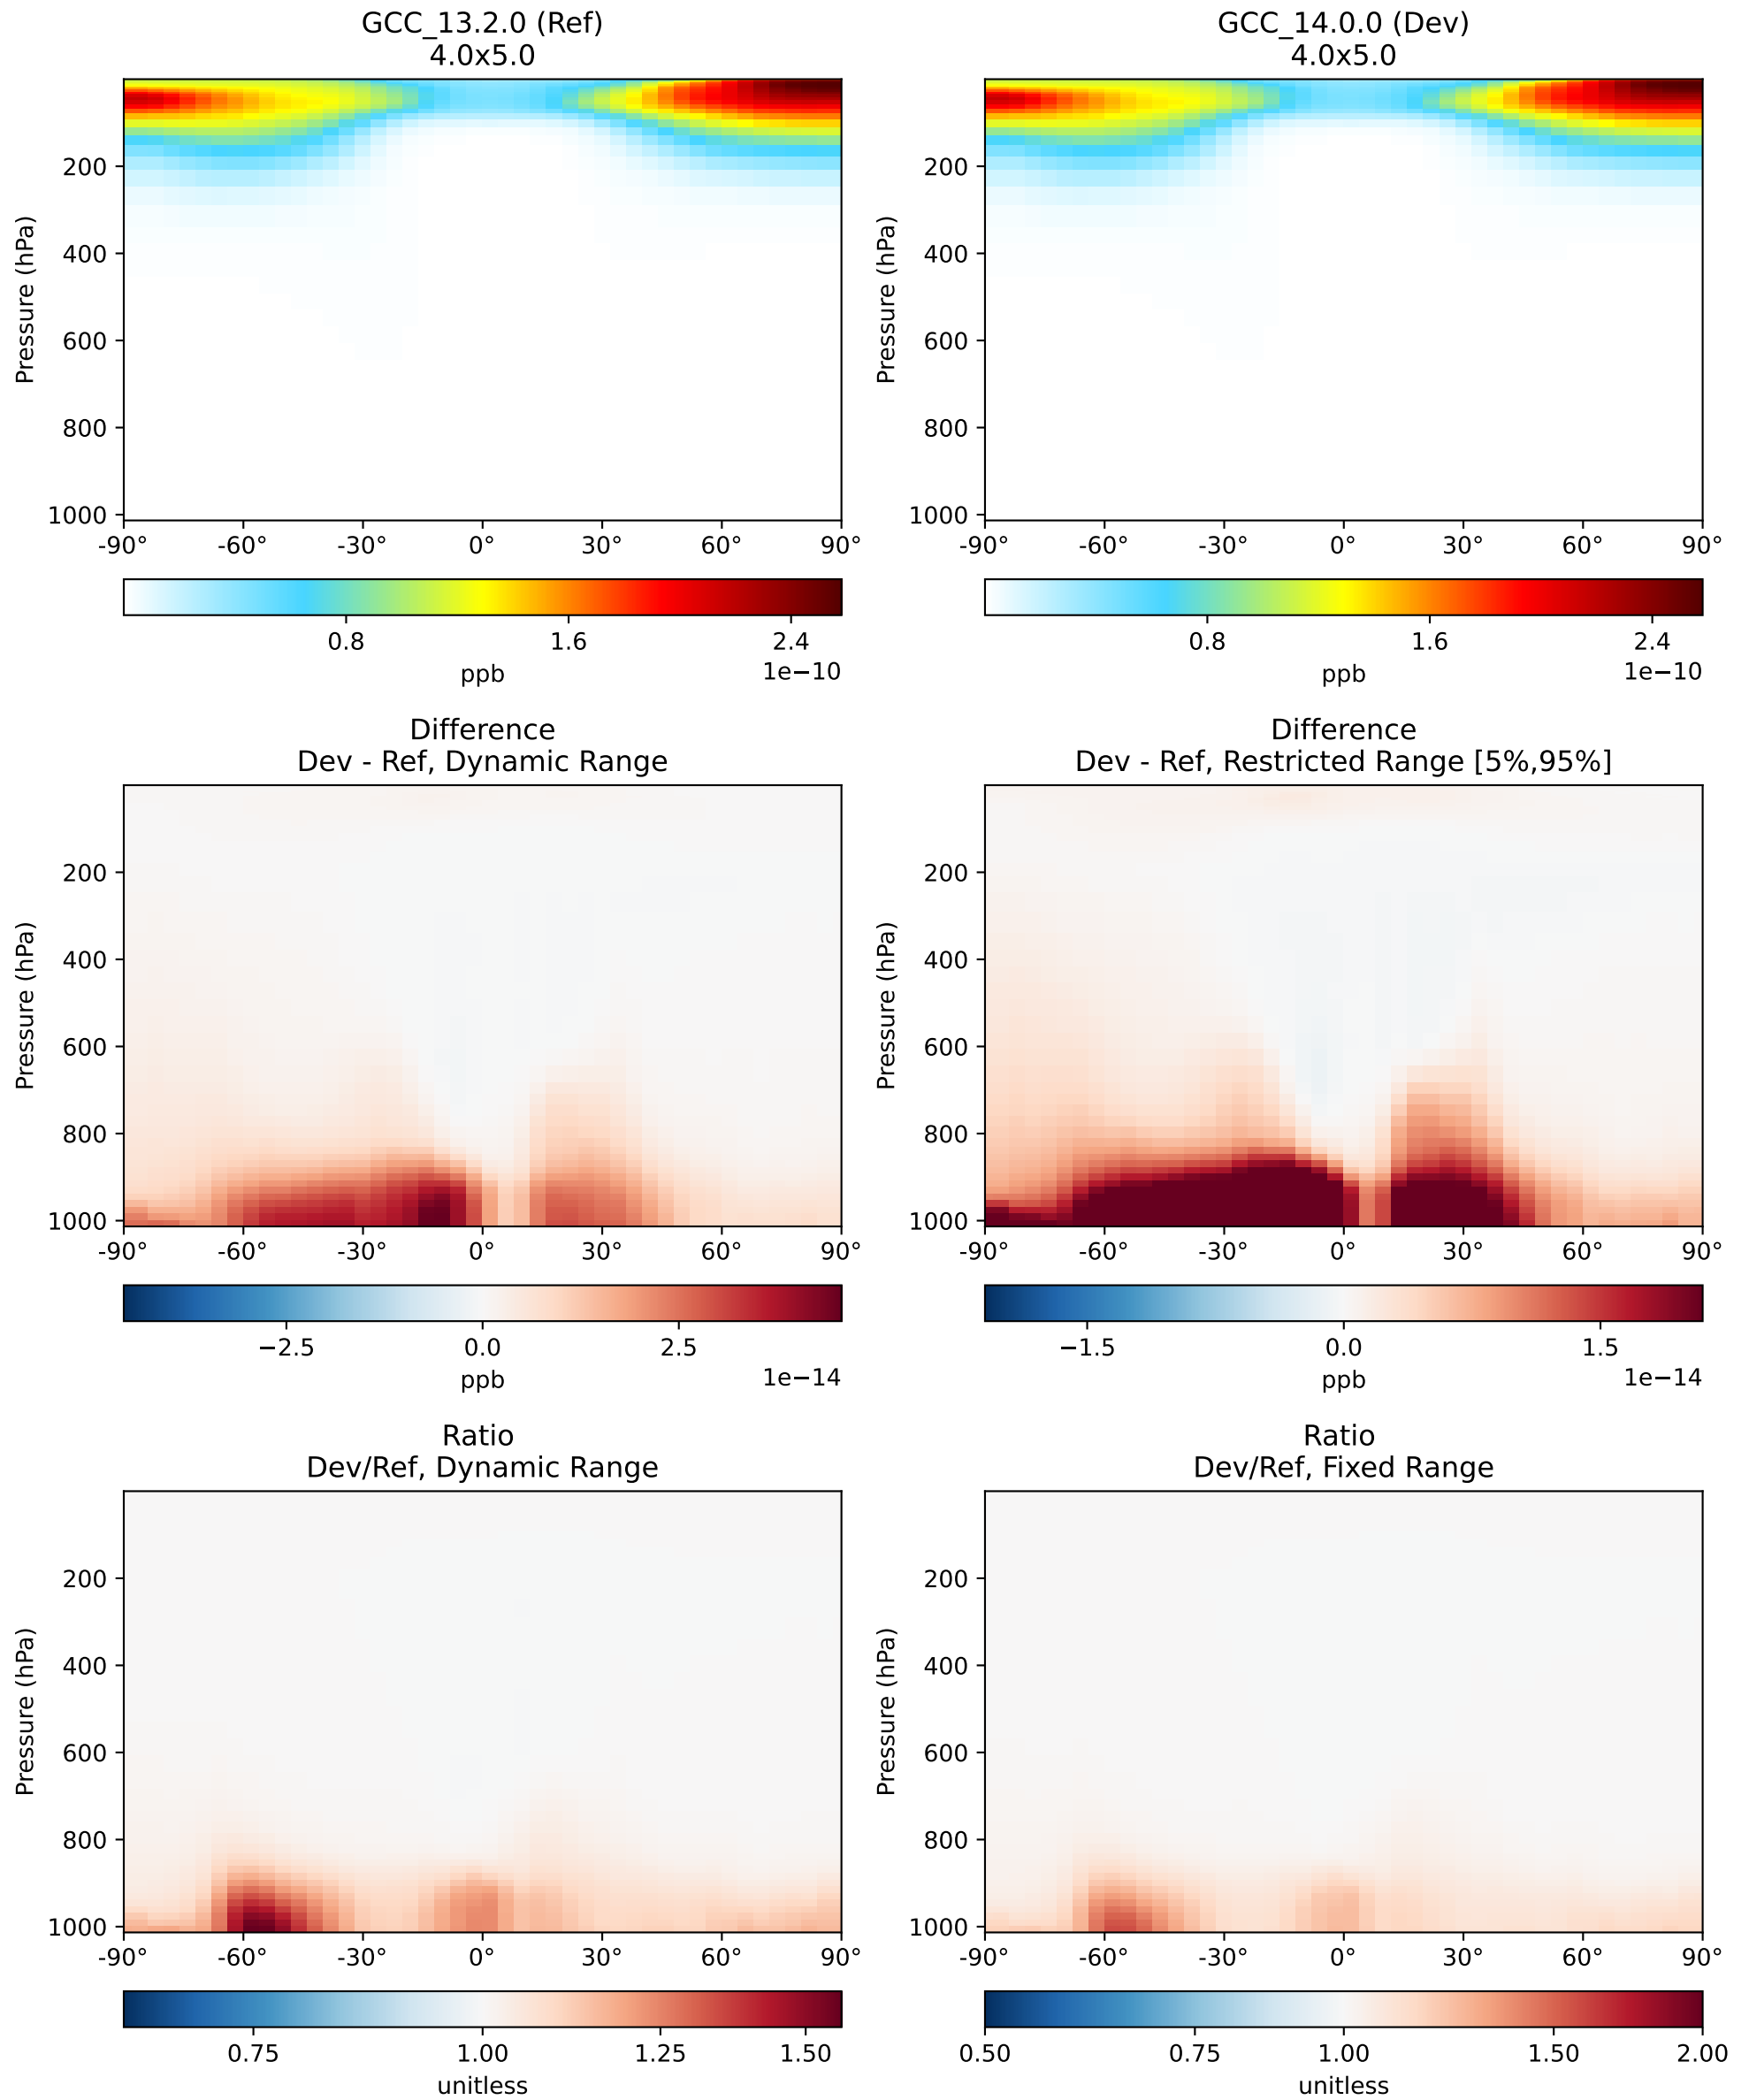 GCC_13.2.0 (Ref)
4.0x5.0
Pressure (hPa)
200
400
600
800
1000
-90° -60° -30° 0° 30° 60° 90°
0.8 1.6 2.4
1e−10
ppb
GCC_14.0.0 (Dev)
4.0x5.0
Pressure (hPa)
200
400
600
800
1000
-90° -60° -30° 0° 30° 60° 90°
0.8 1.6 2.4
1e−10
ppb
Difference
Dev - Ref, Dynamic Range
Pressure (hPa)
200
400
600
800
1000
-90° -60° -30° 0° 30° 60° 90°
−2.5 0.0 2.5
1e−14
ppb
Difference
Dev - Ref, Restricted Range [5%,95%]
Pressure (hPa)
200
400
600
800
1000
-90° -60° -30° 0° 30° 60° 90°
−1.5 0.0 1.5
1e−14
ppb
Ratio
Dev/Ref, Dynamic Range
Pressure (hPa)
200
400
600
800
1000
-90° -60° -30° 0° 30° 60° 90°
0.75 1.00 1.25 1.50
unitless
Ratio
Dev/Ref, Fixed Range
Pressure (hPa)
200
400
600
800
1000
-90° -60° -30° 0° 30° 60° 90°
0.50 0.75 1.00 1.50 2.00
unitless